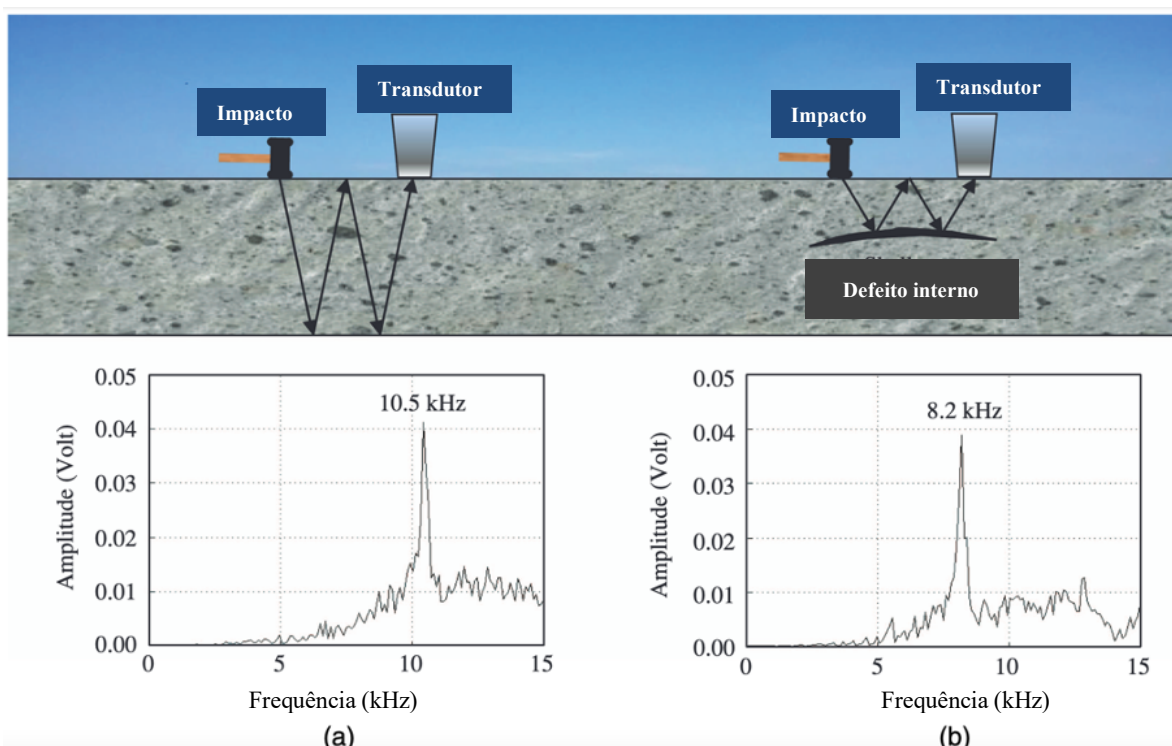 Impacto
Transdutor
Impacto
Transdutor
Defeito interno
0.05
0.04
0.03
0.02
0.01
0.00
Amplitude (Volt)
10.5 kHz
0
5
10
15
Frequência (kHz)
(a)
0.05
0.04
0.03
0.02
0.01
0.00
Amplitude (Volt)
8.2 kHz
0
5
10
15
Frequência (kHz)
(b)